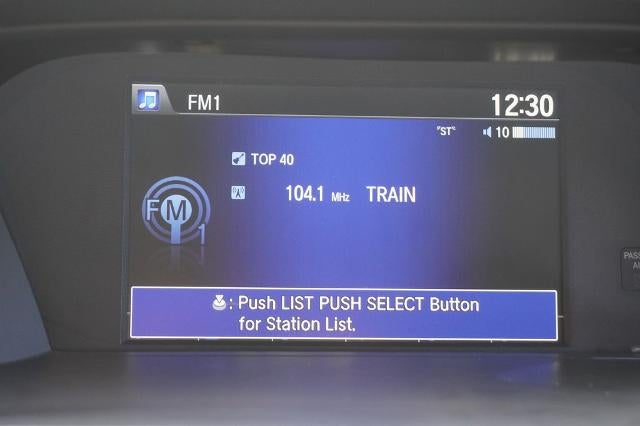 FM1
12:30
ST
10
TOP 40
104.1 MHz TRAIN
FM
1
: Push LIST PUSH SELECT Button
for Station List.
PASS